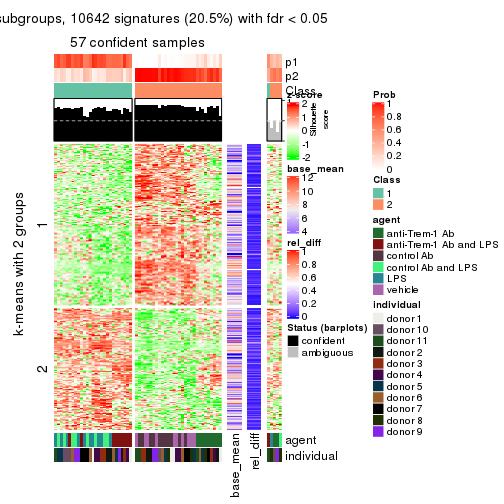 subgroups, 10642 signatures (20.5%) with fdr < 0.05
57 confident samples
p1
p2
Class
Silhouette
score
k-means with 2 groups
1
2
agent
individual
base_mean
rel_diff
z-score
2
1
0
-1
-2
base_mean
12
10
8
6
4
rel_diff
1
0.8
0.6
0.4
0.2
0
Status (barplots)
confident
ambiguous
Prob
1
0.8
0.6
0.4
0.2
0
Class
1
2
agent
anti-Trem-1 Ab
anti-Trem-1 Ab and LPS
control Ab
control Ab and LPS
LPS
vehicle
individual
donor 1
donor 10
donor 11
donor 2
donor 3
donor 4
donor 5
donor 6
donor 7
donor 8
donor 9